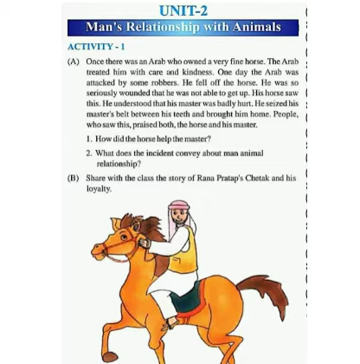 UNIT-2
Man's Relationship with Animals
ACTIVITY - 1
(A) Once there was an Arab who owned a very fine horse. The Arab
treated him with care and kindness. One day the Arab was
attacked by some robbers. He fell off the horse. He was so
seriously wounded that he was not able to get up. His horse saw
this. He understood that his master was badly hurt. He seized his
master's belt between his teeth and brought him home. People,
who saw this, praised both, the horse and his master.
1. How did the horse help the master?
2. What does the incident convey about man animal
relationship?
(B) Share with the class the story of Rana Pratap's Chetak and his
loyalty.